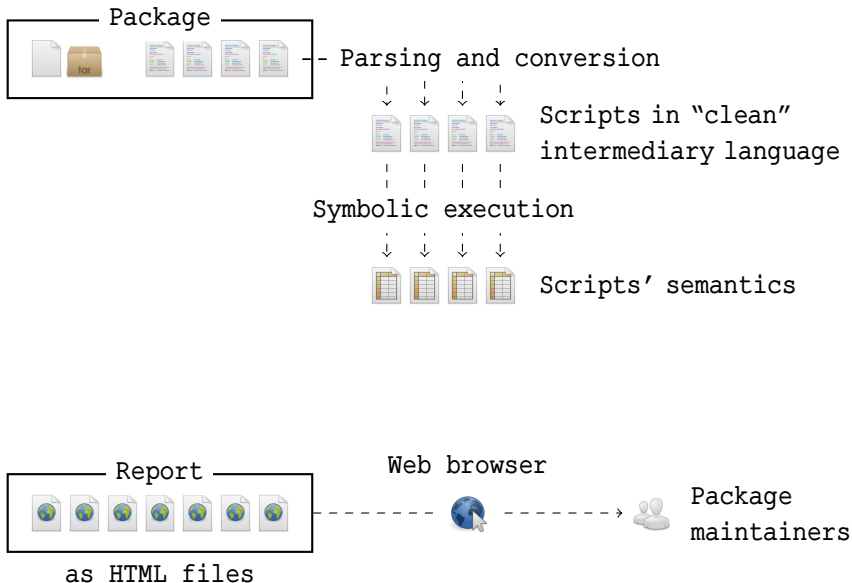 Package
tar
Parsing and conversion
Scripts in “clean”
intermediary language
Symbolic execution
Scripts’ semantics
Report
Web browser
Package
maintainers
as HTML files